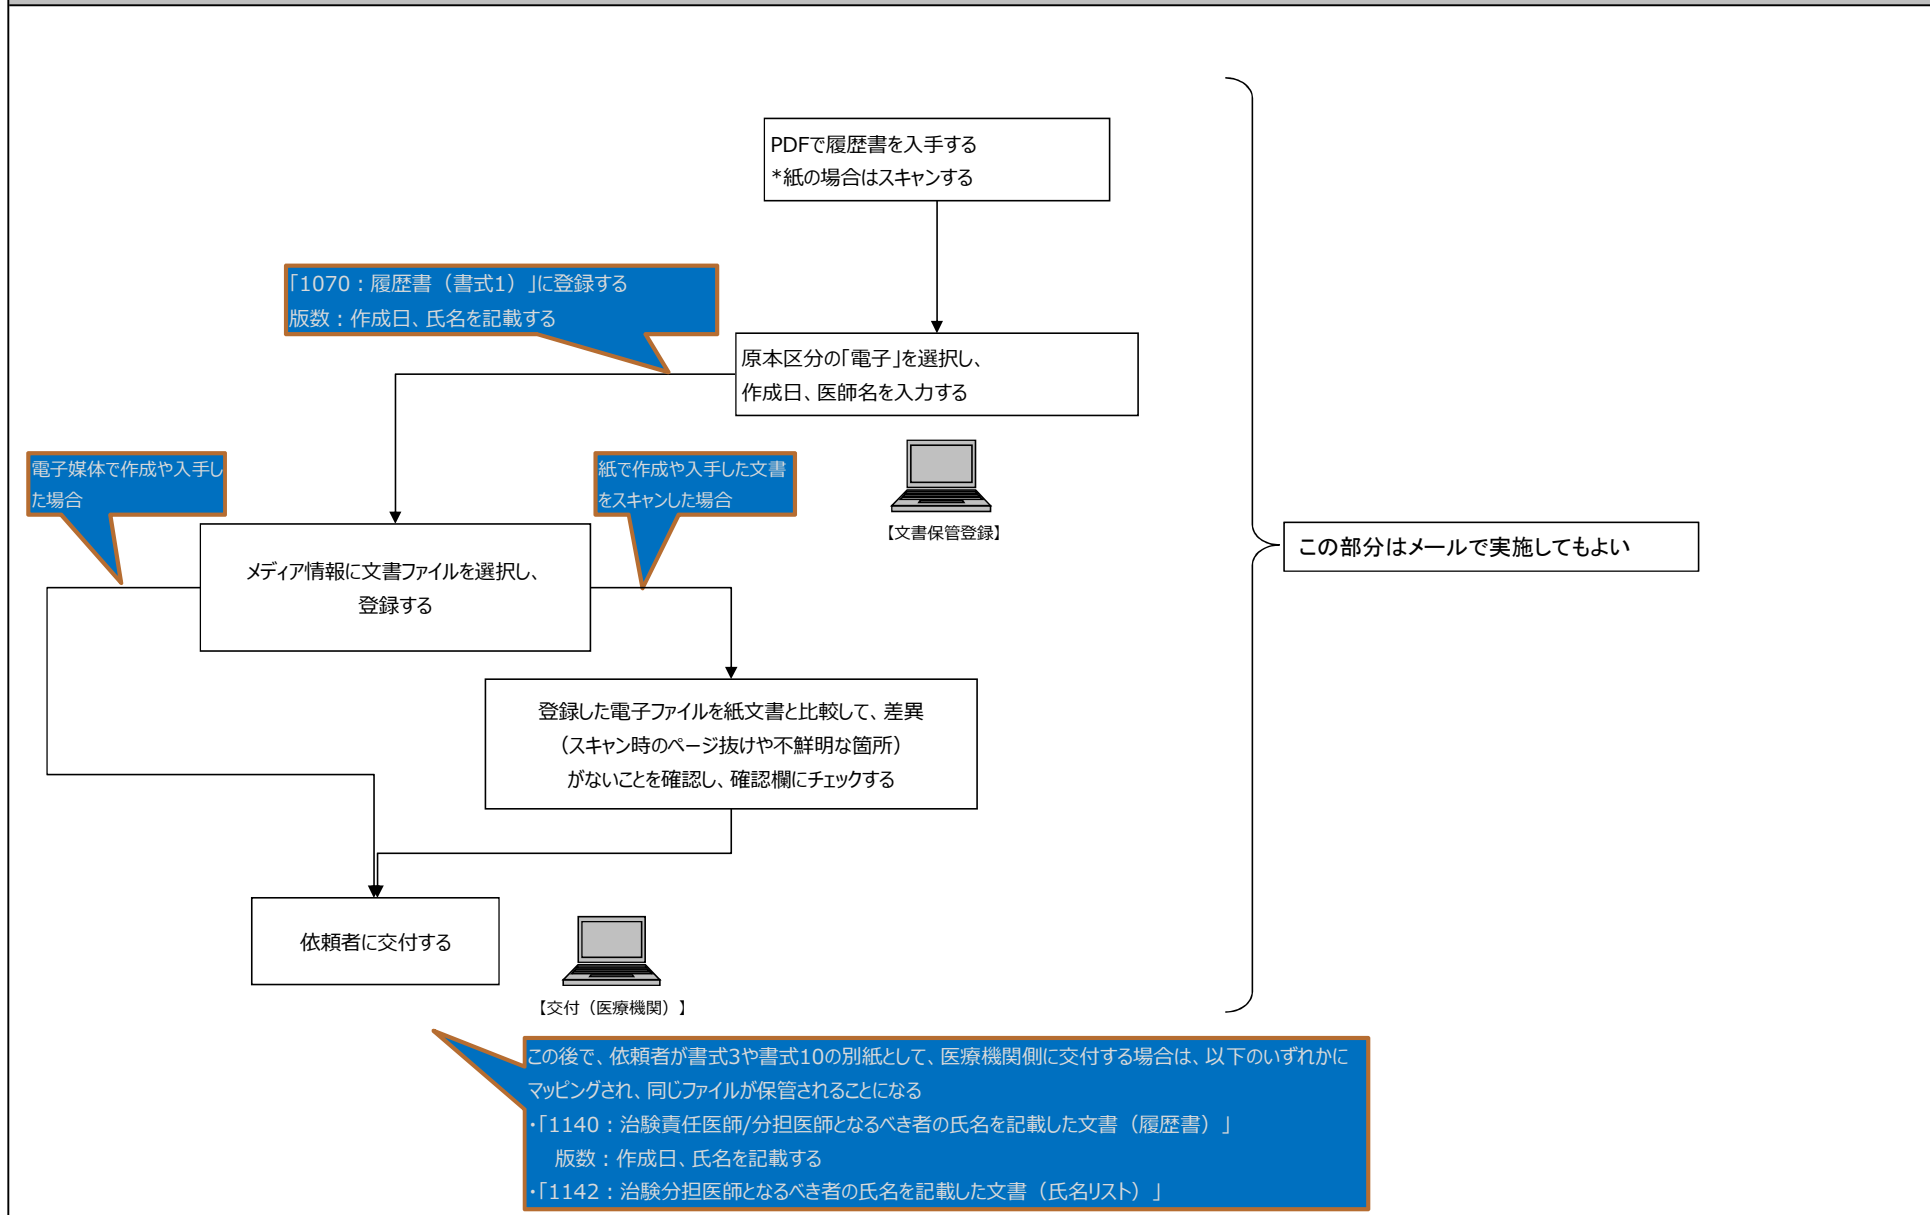 PDFで履歴書を入手する
*紙の場合はスキャンする
「1070：履歴書（書式1）」に登録する
版数：作成日、氏名を記載する
原本区分の「電子」を選択し、
作成日、医師名を入力する
電子媒体で作成や入手し
た場合
紙で作成や入手した文書
をスキャンした場合
【文書保管登録】
この部分はメールで実施してもよい
メディア情報に文書ファイルを選択し、
登録する
登録した電子ファイルを紙文書と比較して、差異
（スキャン時のページ抜けや不鮮明な箇所）
がないことを確認し、確認欄にチェックする
依頼者に交付する
【交付（医療機関）】
この後で、依頼者が書式3や書式10の別紙として、医療機関側に交付する場合は、以下のいずれかに
マッピングされ、同じファイルが保管されることになる
・「1140：治験責任医師/分担医師となるべき者の氏名を記載した文書（履歴書）」
版数：作成日、氏名を記載する
・「1142：治験分担医師となるべき者の氏名を記載した文書（氏名リスト）」